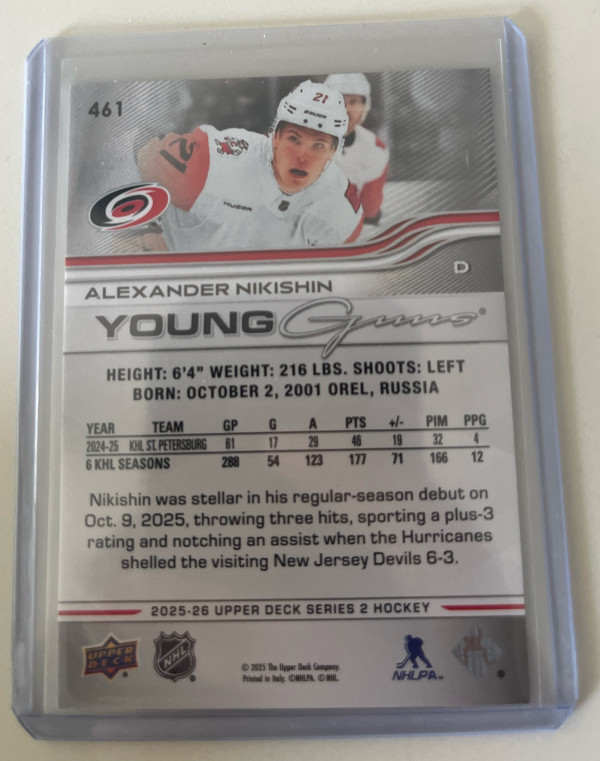 461
21
21
D
ALEXANDER NIKISHIN
YOUNG Guns®
HEIGHT: 6'4" WEIGHT: 216 LBS. SHOOTS: LEFT
BORN: OCTOBER 2, 2001 OREL, RUSSIA
YEAR TEAM GP G A PTS +/- PIM PPG
2024-25 KHL ST. PETERSBURG 61 17 29 46 19 32 4
6 KHL SEASONS 288 54 123 177 71 166 12
Nikishin was stellar in his regular-season debut on
Oct. 9, 2025, throwing three hits, sporting a plus-3
rating and notching an assist when the Hurricanes
shelled the visiting New Jersey Devils 6-3.
2025-26 UPPER DECK SERIES 2 HOCKEY
UPPER
DECK
NHL
© 2025 The Upper Deck Company.
Printed in Italy. ©NHLPA. ©NHL.
NHLPA™
®